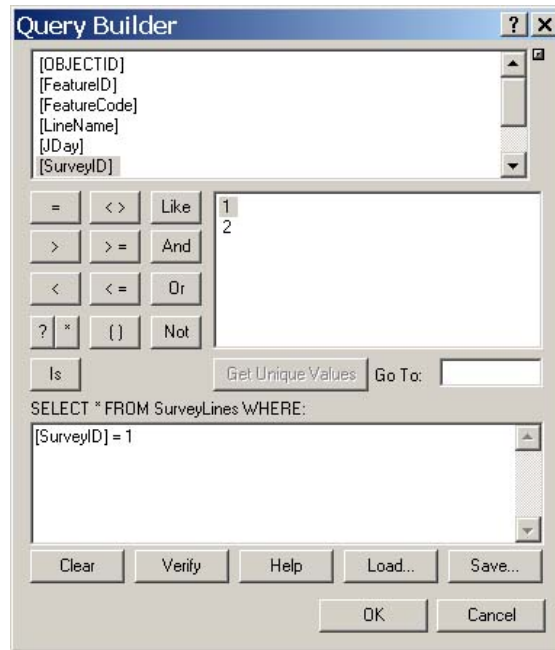 Query Builder ? X
[OBJECTID]
[FeatureID]
[FeatureCode]
[LineName]
[JDay]
[SurveyID]
= < > Like
> > = And
< < = Or
? * ( ) Not
Is
1
2
Get Unique Values Go To:
SELECT * FROM SurveyLines WHERE:
[SurveyID] = 1
Clear Verify Help Load... Save...
OK Cancel